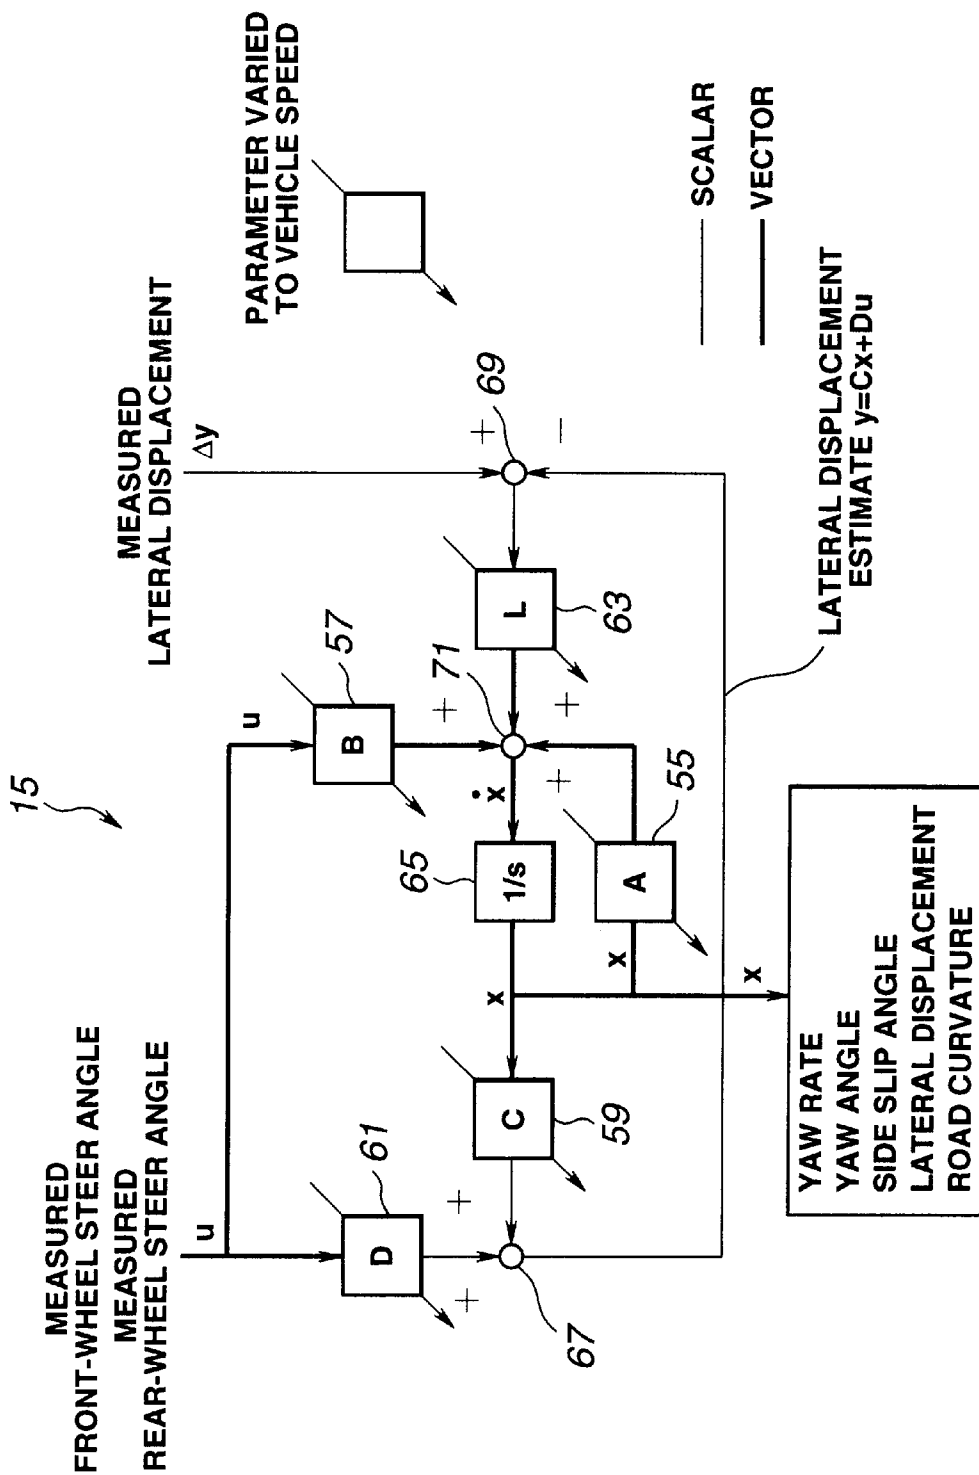 15
MEASURED
FRONT-WHEEL STEER ANGLE
MEASURED
REAR-WHEEL STEER ANGLE
u
u
MEASURED
LATERAL DISPLACEMENT
Δy
PARAMETER VARIED
TO VEHICLE SPEED
D
61
B
57
+
+
67
C
59
x
1/s
65
ẋ
71
+
+
+
L
63
69
+
−
x
A
55
x
SCALAR
VECTOR
LATERAL DISPLACEMENT
ESTIMATE y=Cx+Du
YAW RATE
YAW ANGLE
SIDE SLIP ANGLE
LATERAL DISPLACEMENT
ROAD CURVATURE